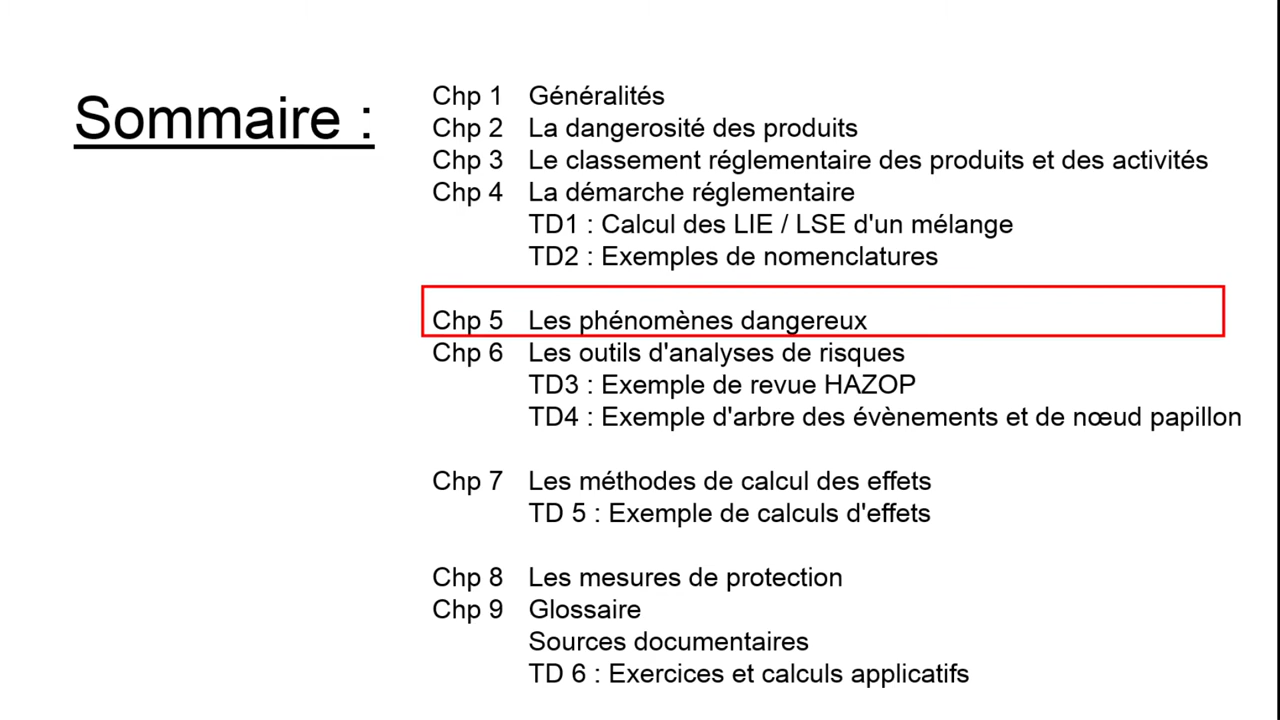 Sommaire :
Chp 1 Généralités
Chp 2 La dangerosité des produits
Chp 3 Le classement réglementaire des produits et des activités
Chp 4 La démarche réglementaire
TD1 : Calcul des LIE / LSE d'un mélange
TD2 : Exemples de nomenclatures
Chp 5 Les phénomènes dangereux
Chp 6 Les outils d'analyses de risques
TD3 : Exemple de revue HAZOP
TD4 : Exemple d'arbre des évènements et de nœud papillon
Chp 7 Les méthodes de calcul des effets
TD 5 : Exemple de calculs d'effets
Chp 8 Les mesures de protection
Chp 9 Glossaire
Sources documentaires
TD 6 : Exercices et calculs applicatifs